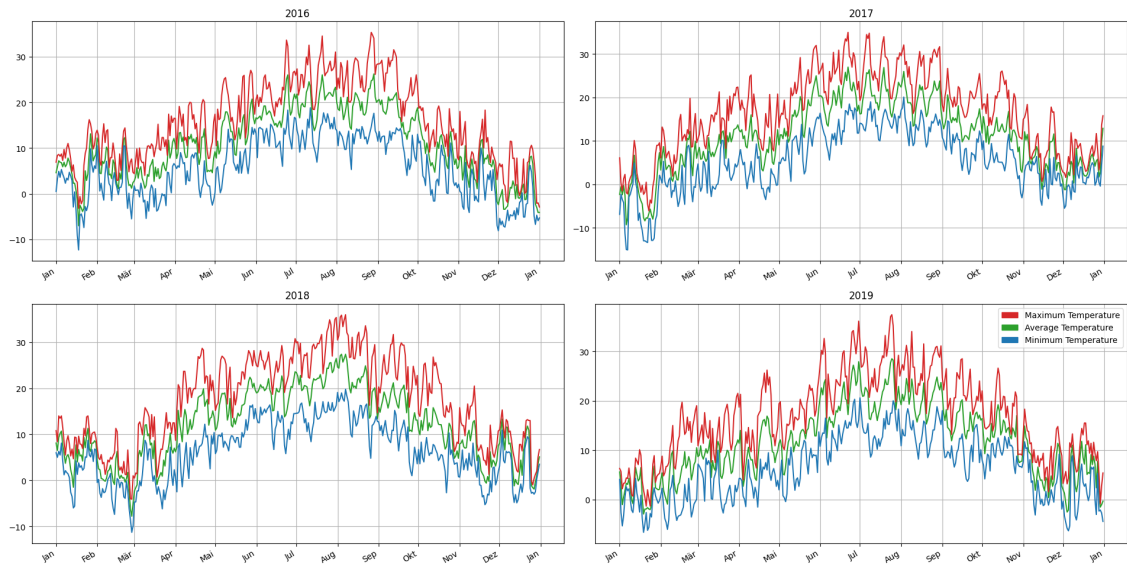 2016
30
20
10
0
−10
Jan
Feb
Mär
Apr
Mai
Jun
Jul
Aug
Sep
Okt
Nov
Dez
Jan
2017
30
20
10
0
−10
Jan
Feb
Mär
Apr
Mai
Jun
Jul
Aug
Sep
Okt
Nov
Dez
Jan
2018
30
20
10
0
−10
Jan
Feb
Mär
Apr
Mai
Jun
Jul
Aug
Sep
Okt
Nov
Dez
Jan
2019
Maximum Temperature
Average Temperature
Minimum Temperature
30
20
10
0
Jan
Feb
Mär
Apr
Mai
Jun
Jul
Aug
Sep
Okt
Nov
Dez
Jan